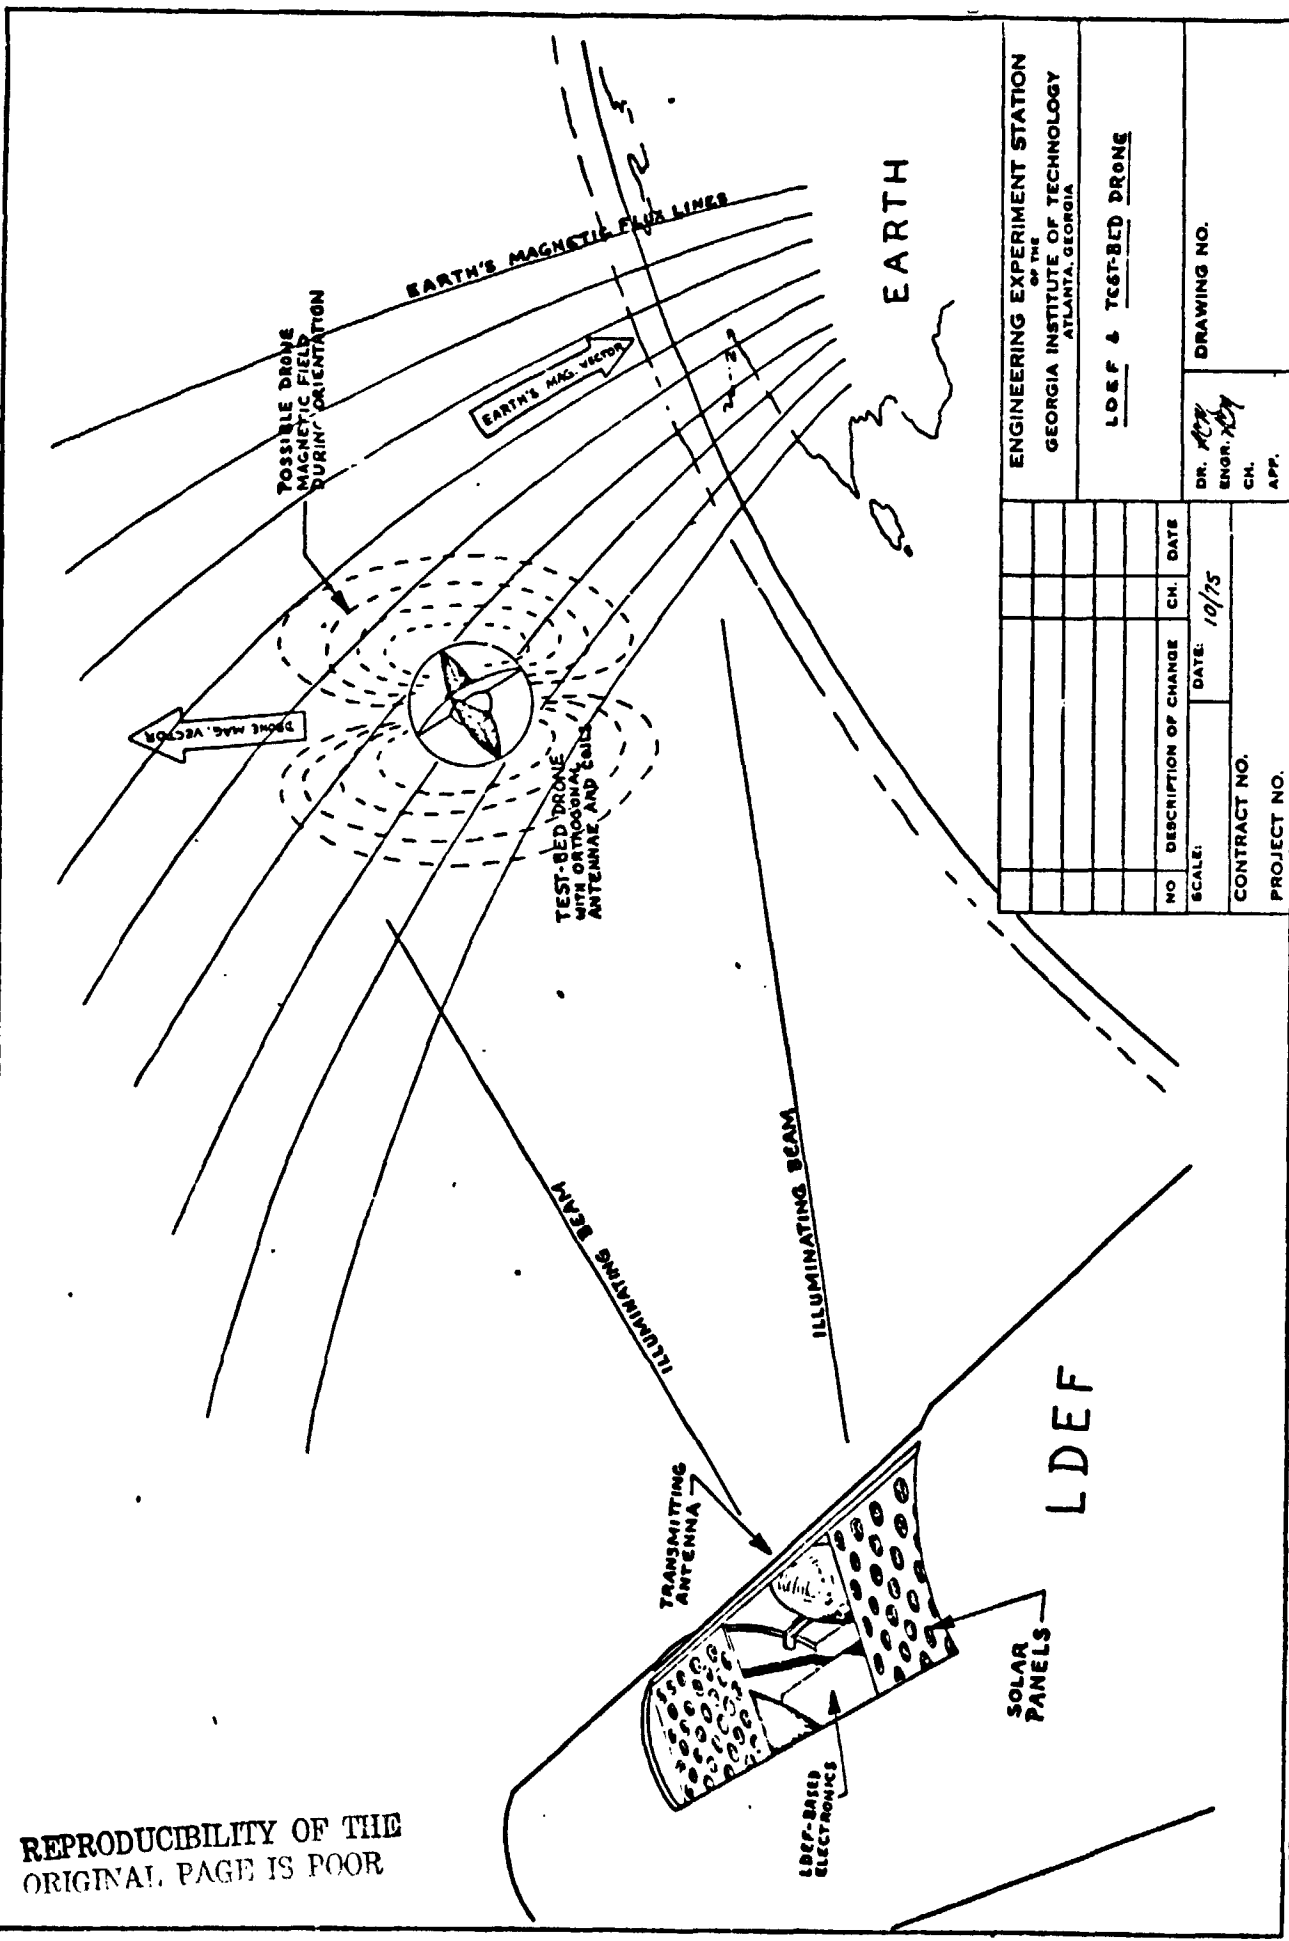 REPRODUCIBILITY OF THE
ORIGINAL PAGE IS POOR
POSSIBLE DRONE
MAGNETIC FIELD
DURING ORIENTATION
EARTH'S MAGNETIC FLUX LINES
EARTH'S MAG. VECTOR
DRONE MAG. VECTOR
TEST-BED DRONE
WITH ORTHOGONAL
ANTENNAE AND COILS
EARTH
ILLUMINATING BEAM
ILLUMINATING BEAM
TRANSMITTING
ANTENNA
LDEF-BASED
ELECTRONICS
SOLAR
PANELS
LDEF
ENGINEERING EXPERIMENT STATION
OF THE
GEORGIA INSTITUTE OF TECHNOLOGY
ATLANTA, GEORGIA
LDEF & TEST-BED DRONE
NO DESCRIPTION OF CHANGE CH. DATE
SCALE:
DATE: 10/75
DR.
ENGR.
CH.
APP.
DRAWING NO.
CONTRACT NO.
PROJECT NO.